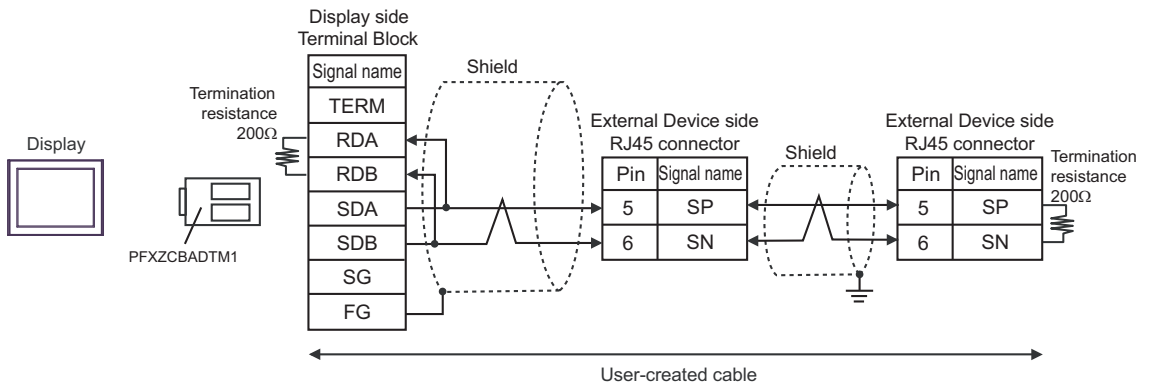 Display side
Terminal Block
Signal name
TERM
RDA
RDB
SDA
SDB
SG
FG
Shield
Termination
resistance
200Ω
Display
PFXZCBADTM1
External Device side
RJ45 connector
Pin Signal name
5 SP
6 SN
Shield
External Device side
RJ45 connector
Pin Signal name
5 SP
6 SN
Termination
resistance
200Ω
User-created cable